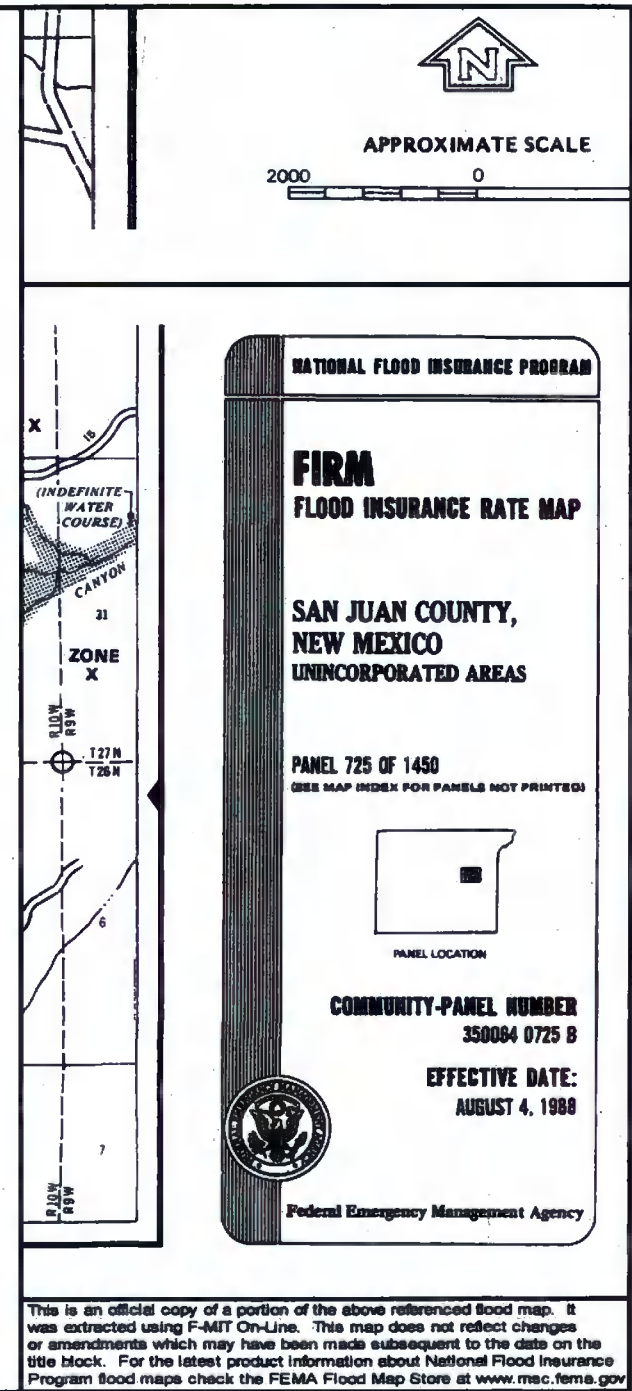 N
APPROXIMATE SCALE
2000 0
X
15
(INDEFINITE
WATER
COURSE)
CANYON
31
ZONE
X
R10W
R9W
T27N
T26N
6
7
R10W
R9W
NATIONAL FLOOD INSURANCE PROGRAM
FIRM
FLOOD INSURANCE RATE MAP
SAN JUAN COUNTY,
NEW MEXICO
UNINCORPORATED AREAS
PANEL 725 OF 1450
(SEE MAP INDEX FOR PANELS NOT PRINTED)
PANEL LOCATION
COMMUNITY-PANEL NUMBER
350064 0725 B
EFFECTIVE DATE:
AUGUST 4, 1988
Federal Emergency Management Agency
This is an official copy of a portion of the above referenced flood map. It
was extracted using F-MIT On-Line. This map does not reflect changes
or amendments which may have been made subsequent to the date on the
title block. For the latest product information about National Flood Insurance
Program flood maps check the FEMA Flood Map Store at www.msc.fema.gov